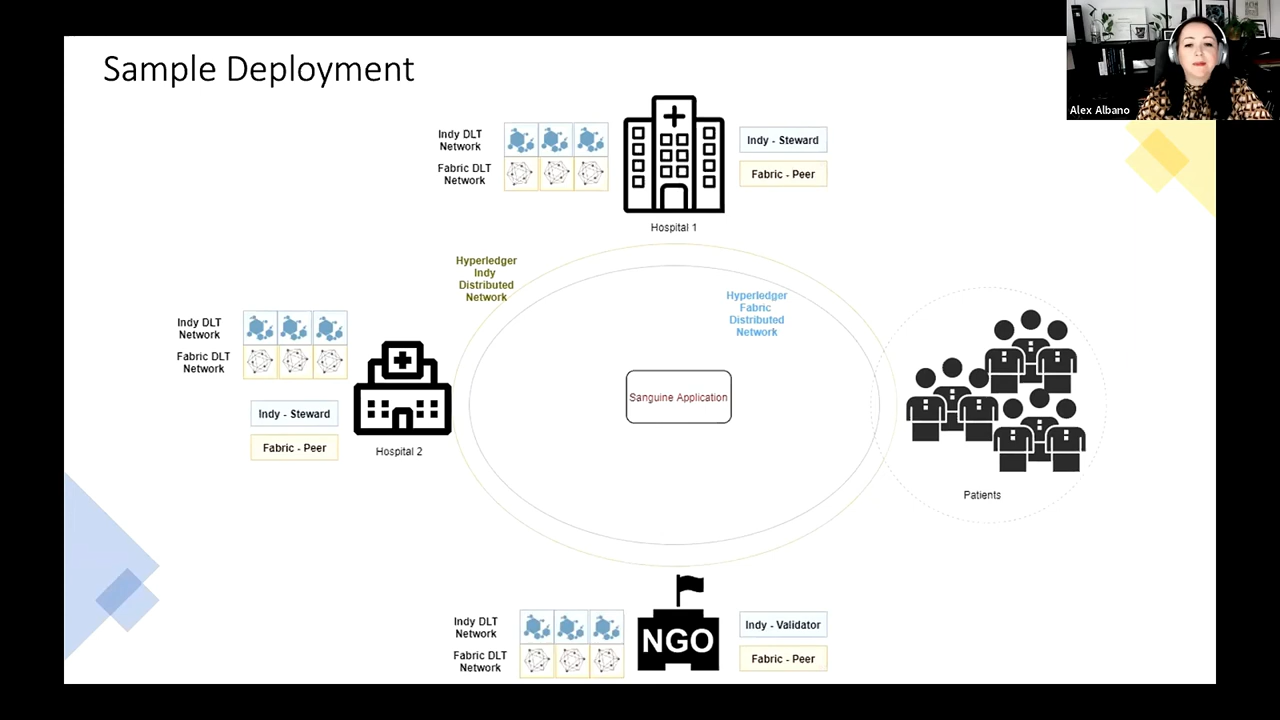 Sample Deployment
Alex Albano
Indy DLT
Network
Fabric DLT
Network
Indy - Steward
Fabric - Peer
Hospital 1
Hyperledger
Indy
Distributed
Network
Hyperledger
Fabric
Distributed
Network
Indy DLT
Network
Fabric DLT
Network
Indy - Steward
Fabric - Peer
Hospital 2
Sanguine Application
Patients
Indy DLT
Network
Fabric DLT
Network
NGO
Indy - Validator
Fabric - Peer